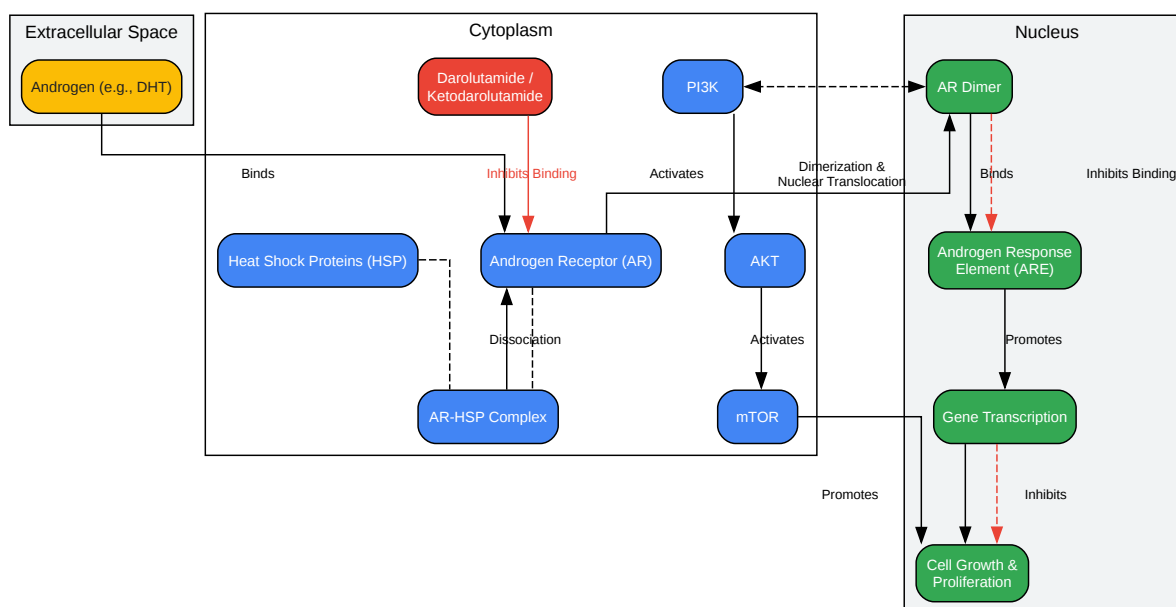 Extracellular Space
Cytoplasm
Nucleus
Androgen (e.g., DHT)
Darolutamide /
Ketodarolutamide
PI3K
AR Dimer
Binds
Inhibits Binding
Activates
Dimerization &
Nuclear Translocation
Binds
Inhibits Binding
Heat Shock Proteins (HSP)
Androgen Receptor (AR)
AKT
Androgen Response
Element (ARE)
Dissociation
Activates
Promotes
AR-HSP Complex
mTOR
Gene Transcription
Promotes
Inhibits
Cell Growth &
Proliferation